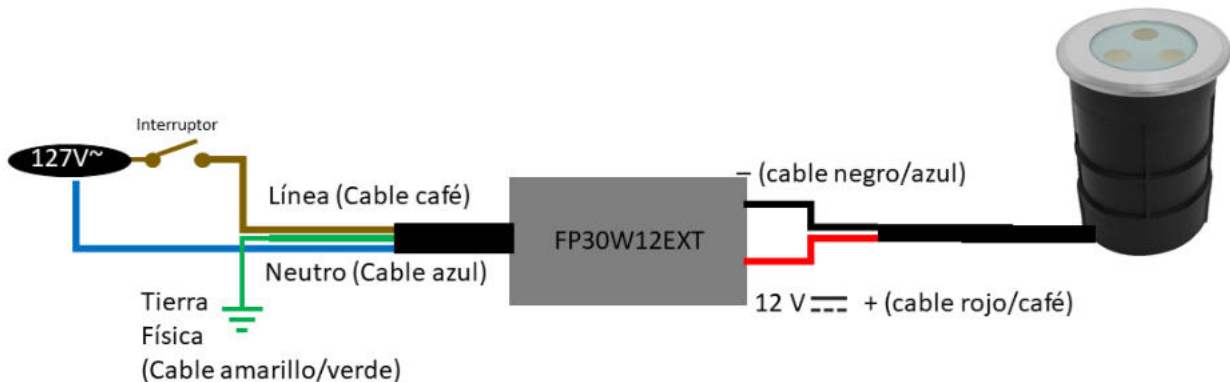 Interruptor
127V~
Línea (Cable café)
Neutro (Cable azul)
Tierra
Física
(Cable amarillo/verde)
FP30W12EXT
– (cable negro/azul)
12 V ⎓ + (cable rojo/café)